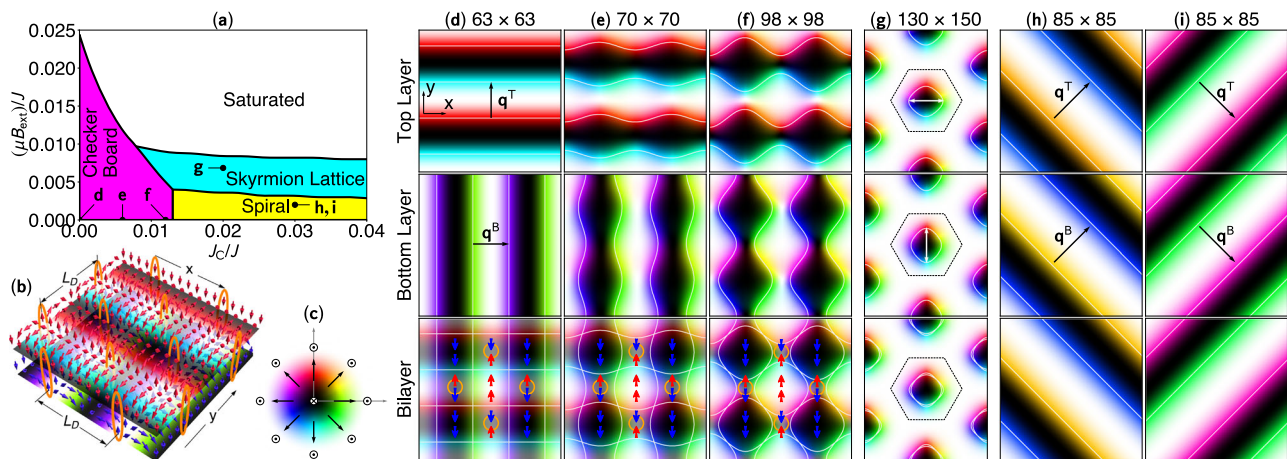 (a)
0.025
0.020
0.015
0.010
0.005
0.000
(μB_ext)/J
Saturated
Checker
Board
g
Skyrmion Lattice
Spiral
h, i
d e f
0.00 0.01 0.02 0.03 0.04
J_C/J
(b)
L_D
x
L_D
y
(c)
(d) 63 × 63
(e) 70 × 70
(f) 98 × 98
(g) 130 × 150
(h) 85 × 85
(i) 85 × 85
Top Layer
y
x
q^T
q^T
q^T
Bottom Layer
q^B
q^B
q^B
Bilayer